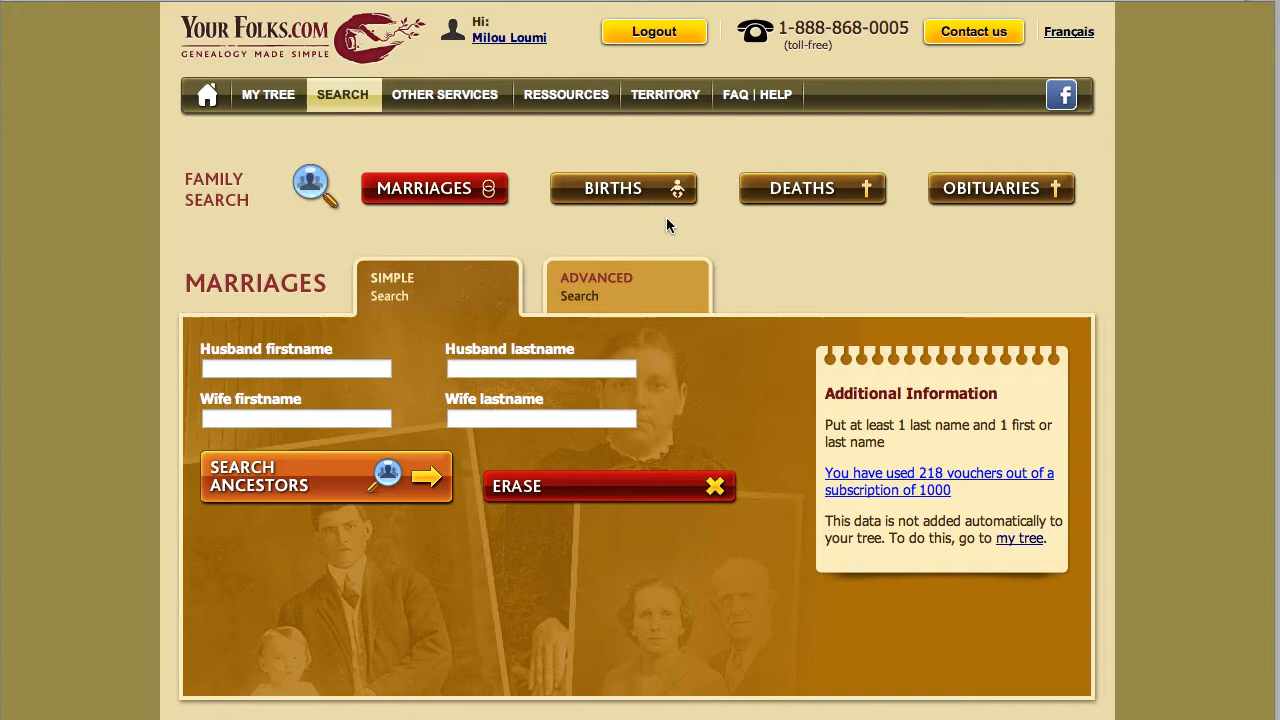 YOUR FOLKS.COM
GENEALOGY MADE SIMPLE
Hi:
Milou Loumi
Logout
1-888-868-0005
(toll-free)
Contact us
Français
MY TREE
SEARCH
OTHER SERVICES
RESSOURCES
TERRITORY
FAQ | HELP
f
FAMILY
SEARCH
MARRIAGES
BIRTHS
DEATHS
OBITUARIES
MARRIAGES
SIMPLE
Search
ADVANCED
Search
Husband firstname
Husband lastname
Wife firstname
Wife lastname
SEARCH
ANCESTORS
ERASE
Additional Information
Put at least 1 last name and 1 first or
last name
You have used 218 vouchers out of a
subscription of 1000
This data is not added automatically to
your tree. To do this, go to my tree.